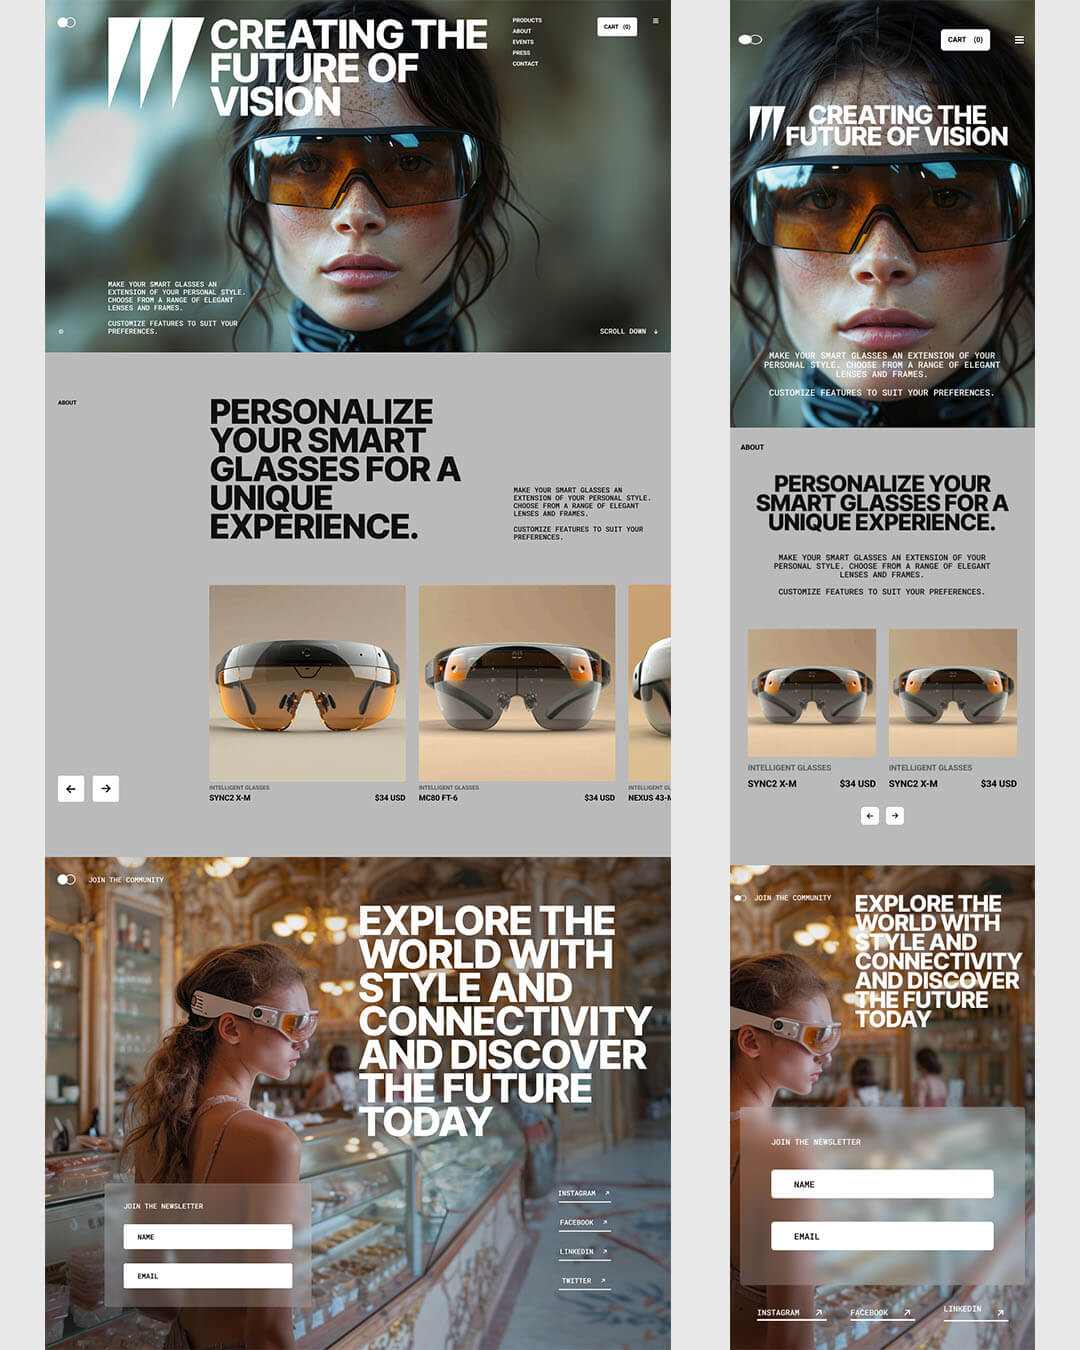 CREATING THE
FUTURE OF
VISION
PRODUCTS
ABOUT
EVENTS
PRESS
CONTACT
CART (0)
MAKE YOUR SMART GLASSES AN
EXTENSION OF YOUR PERSONAL STYLE.
CHOOSE FROM A RANGE OF ELEGANT
LENSES AND FRAMES.
CUSTOMIZE FEATURES TO SUIT YOUR
PREFERENCES.
SCROLL DOWN ↓
ABOUT
PERSONALIZE
YOUR SMART
GLASSES FOR A
UNIQUE
EXPERIENCE.
MAKE YOUR SMART GLASSES AN
EXTENSION OF YOUR PERSONAL STYLE.
CHOOSE FROM A RANGE OF ELEGANT
LENSES AND FRAMES.
CUSTOMIZE FEATURES TO SUIT YOUR
PREFERENCES.
INTELLIGENT GLASSES
SYNC2 X-M $34 USD
INTELLIGENT GLASSES
MC80 FT-6 $34 USD
INTELLIGENT GL
NEXUS 43-M
JOIN THE COMMUNITY
EXPLORE THE
WORLD WITH
STYLE AND
CONNECTIVITY
AND DISCOVER
THE FUTURE
TODAY
JOIN THE NEWSLETTER
NAME
EMAIL
INSTAGRAM
FACEBOOK
LINKEDIN
TWITTER
CART (0)
CREATING THE
FUTURE OF VISION
MAKE YOUR SMART GLASSES AN EXTENSION OF YOUR
PERSONAL STYLE. CHOOSE FROM A RANGE OF ELEGANT
LENSES AND FRAMES.
CUSTOMIZE FEATURES TO SUIT YOUR PREFERENCES.
ABOUT
PERSONALIZE YOUR
SMART GLASSES FOR A
UNIQUE EXPERIENCE.
MAKE YOUR SMART GLASSES AN EXTENSION OF YOUR
PERSONAL STYLE. CHOOSE FROM A RANGE OF ELEGANT
LENSES AND FRAMES.
CUSTOMIZE FEATURES TO SUIT YOUR PREFERENCES.
INTELLIGENT GLASSES
SYNC2 X-M $34 USD
INTELLIGENT GLASSES
SYNC2 X-M $34 USD
JOIN THE COMMUNITY
EXPLORE THE
WORLD WITH
STYLE AND
CONNECTIVITY
AND DISCOVER
THE FUTURE
TODAY
JOIN THE NEWSLETTER
NAME
EMAIL
INSTAGRAM
FACEBOOK
LINKEDIN